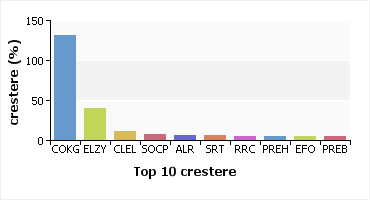 crestere (%)
150
100
50
0
COKG ELZY CLEL SOCP ALR SRT RRC PREH EFO PREB
Top 10 crestere